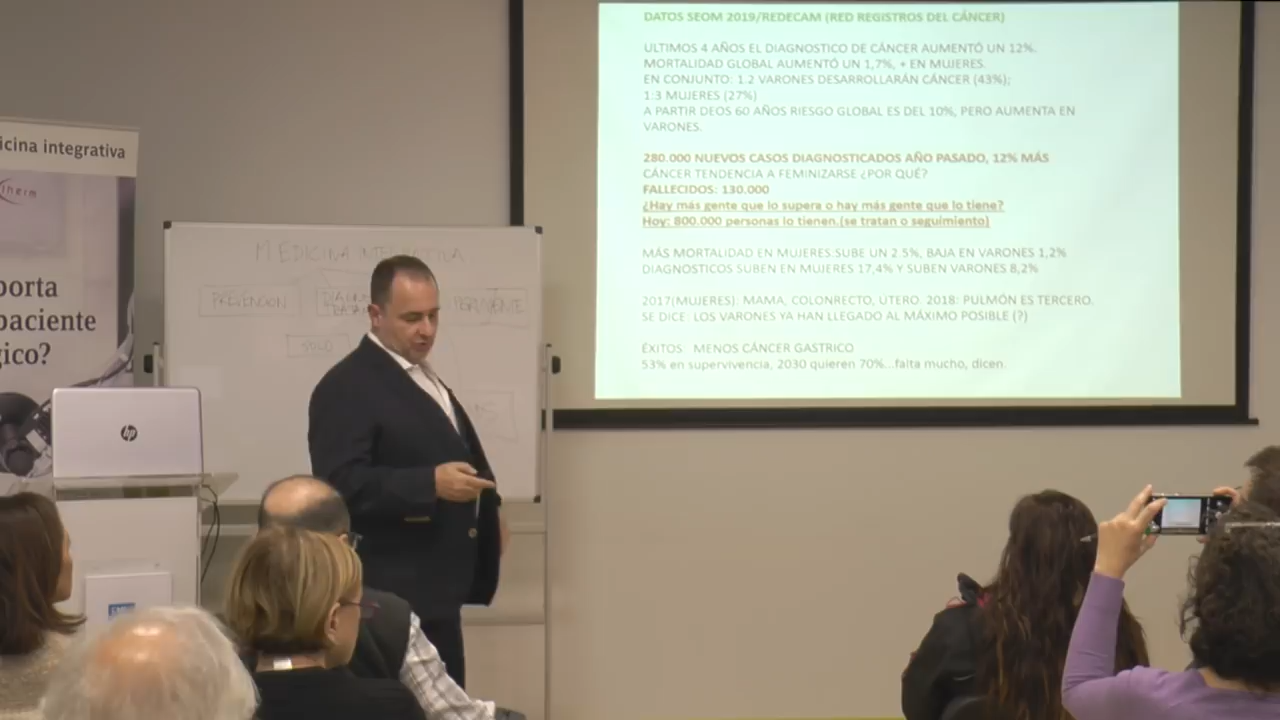 DATOS SEOM 2019/REDECAM (RED REGISTROS DEL CÁNCER)
ULTIMOS 4 AÑOS EL DIAGNOSTICO DE CÁNCER AUMENTÓ UN 12%.
MORTALIDAD GLOBAL AUMENTÓ UN 1,7%, + EN MUJERES.
EN CONJUNTO: 1.2 VARONES DESARROLLARÁN CÁNCER (43%);
1:3 MUJERES (27%)
A PARTIR DEOS 60 AÑOS RIESGO GLOBAL ES DEL 10%, PERO AUMENTA EN
VARONES.
280.000 NUEVOS CASOS DIAGNOSTICADOS AÑO PASADO, 12% MÁS
CÁNCER TENDENCIA A FEMINIZARSE ¿POR QUÉ?
FALLECIDOS: 130.000
¿Hay más gente que lo supera o hay más gente que lo tiene?
Hoy: 800.000 personas lo tienen.(se tratan o seguimiento)
MÁS MORTALIDAD EN MUJERES.SUBE UN 2.5%, BAJA EN VARONES 1,2%
DIAGNOSTICOS SUBEN EN MUJERES 17,4% Y SUBEN VARONES 8,2%
2017(MUJERES): MAMA, COLONRECTO, ÚTERO. 2018: PULMÓN ES TERCERO.
SE DICE: LOS VARONES YA HAN LLEGADO AL MÁXIMO POSIBLE (?)
ÉXITOS: MENOS CÁNCER GASTRICO
53% en supervivencia, 2030 quieren 70%...falta mucho, dicen.
icina integrativa
porta
paciente
gico?
MEDICINA INTEGRATIVA
PREVENCION
hp